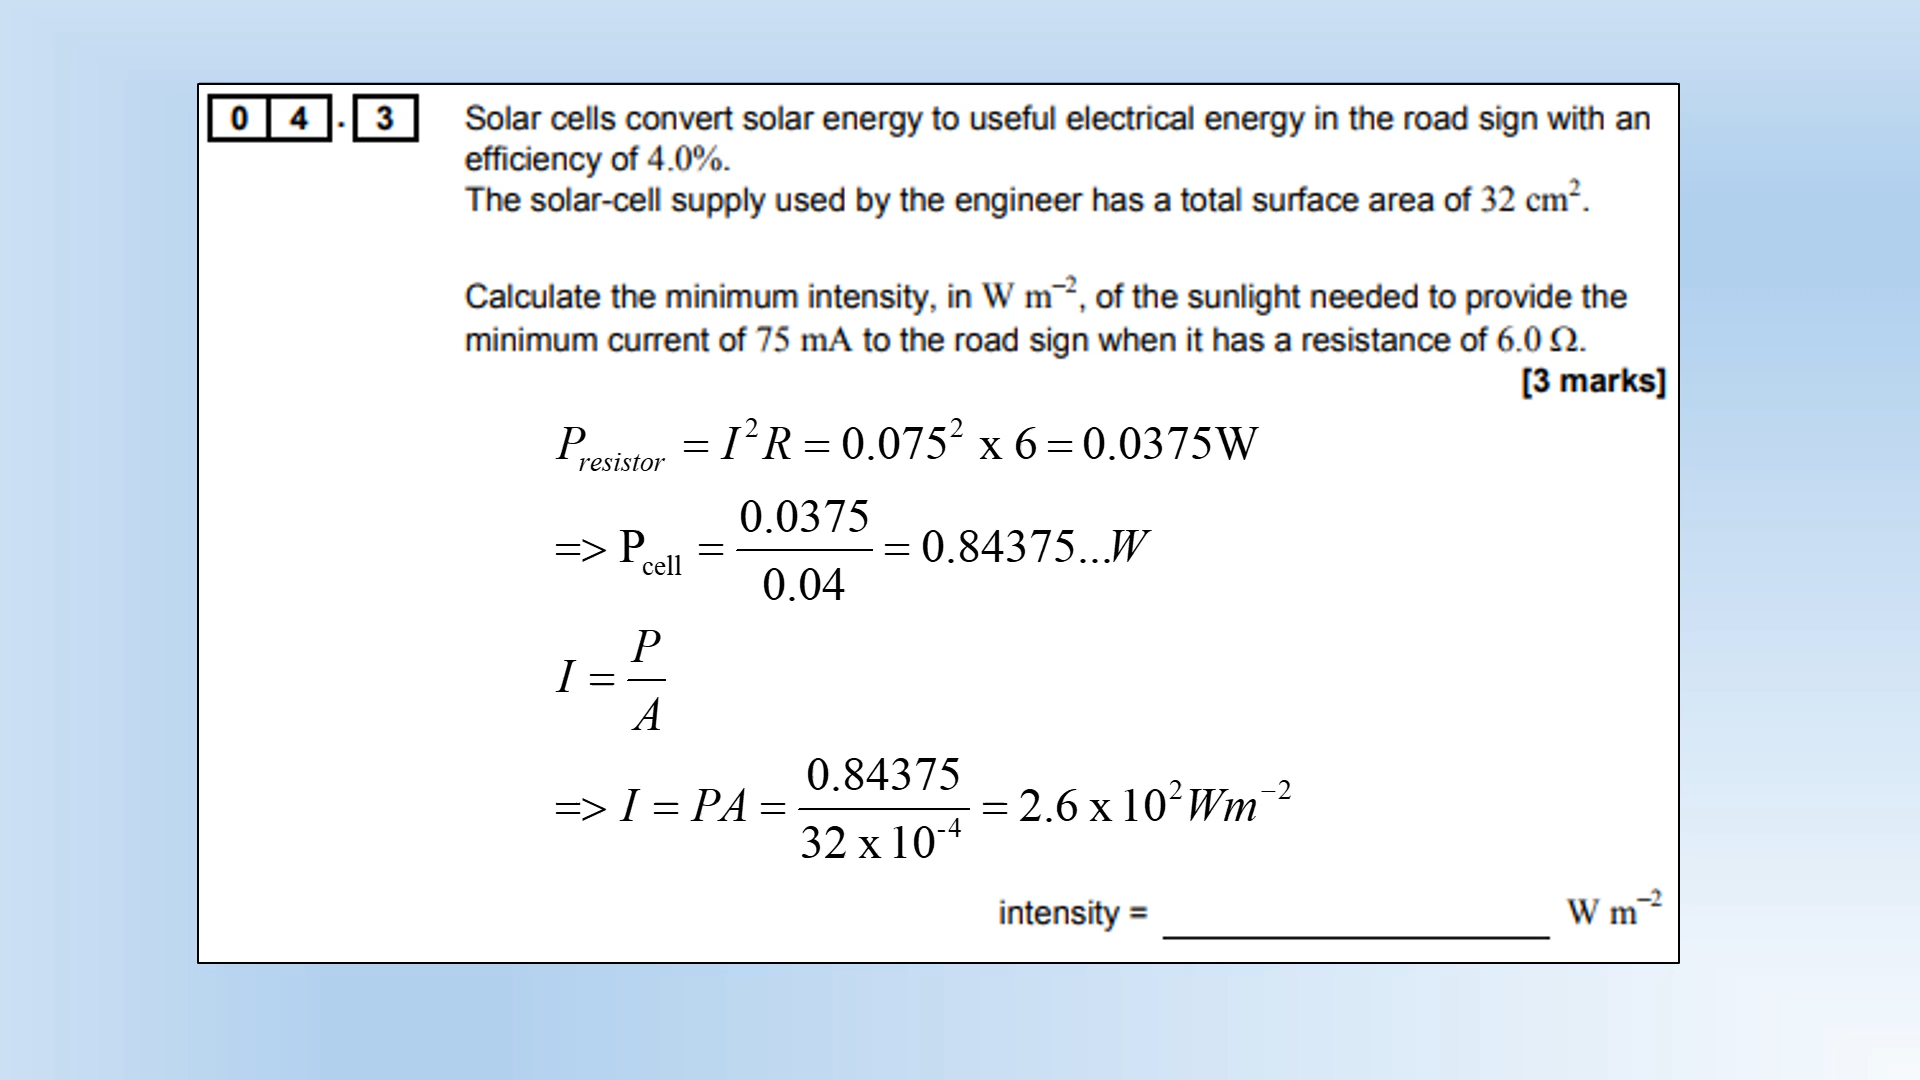 0 4 . 3 Solar cells convert solar energy to useful electrical energy in the road sign with an
efficiency of 4.0%.
The solar-cell supply used by the engineer has a total surface area of 32 cm².
Calculate the minimum intensity, in W m⁻², of the sunlight needed to provide the
minimum current of 75 mA to the road sign when it has a resistance of 6.0 Ω.
[3 marks]
P_resistor = I²R = 0.075² x 6 = 0.0375W
=> P_cell = 0.0375 / 0.04 = 0.84375...W
I = P / A
=> I = PA = 0.84375 / 32 x 10⁻⁴ = 2.6 x 10² Wm⁻²
intensity = ____________ W m⁻²